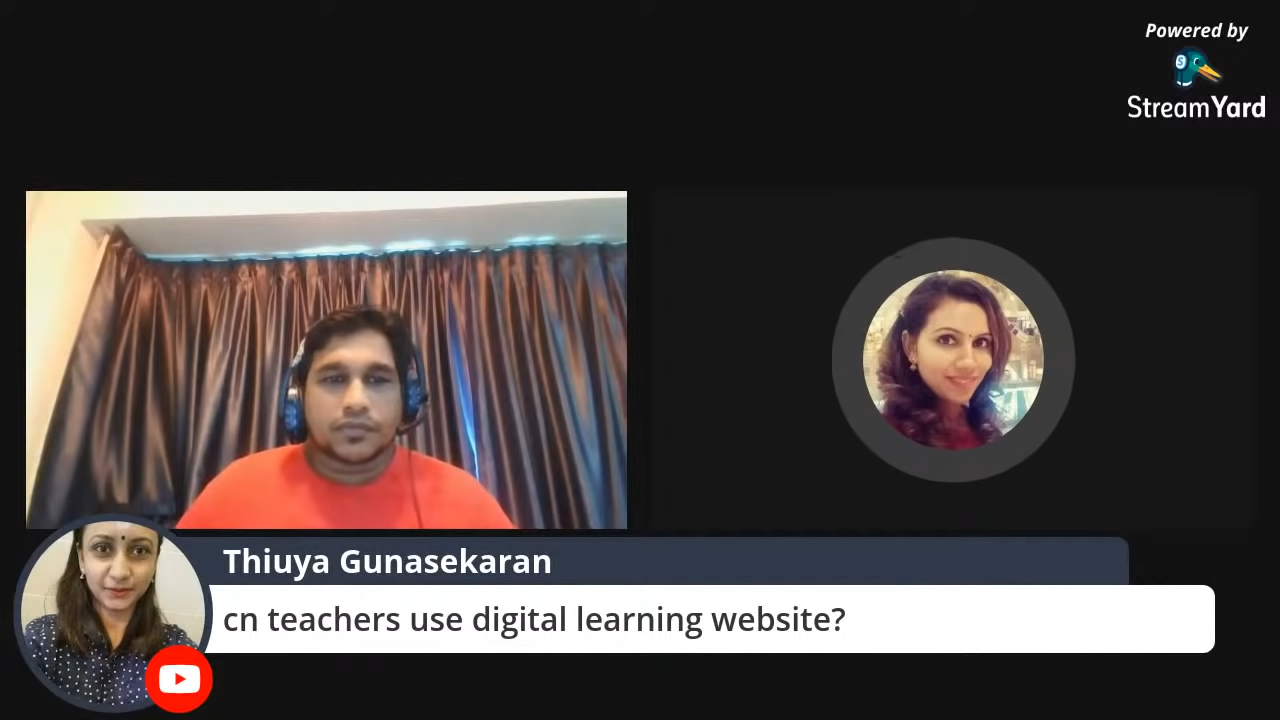 Powered by
StreamYard
Thiuya Gunasekaran
cn teachers use digital learning website?